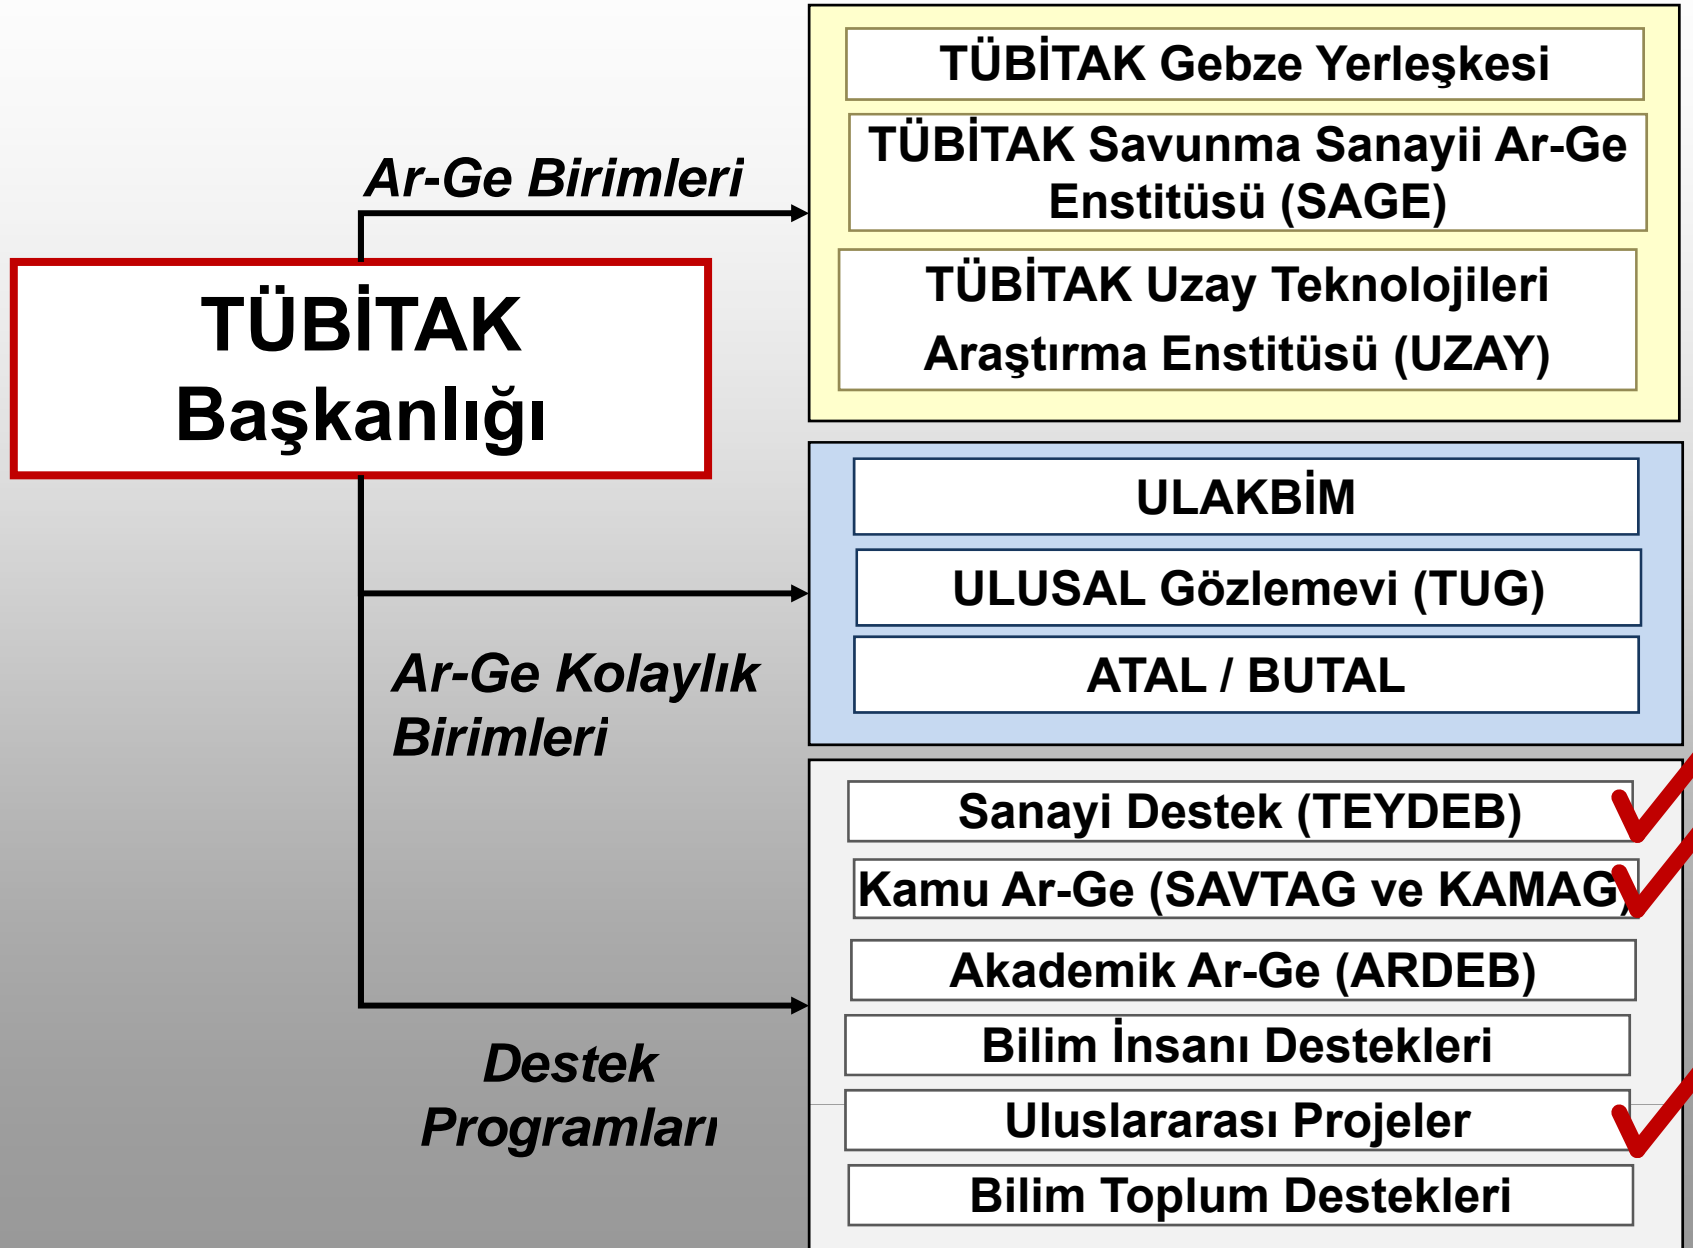 TÜBİTAK
Başkanlığı
Ar-Ge Birimleri
TÜBİTAK Gebze Yerleşkesi
TÜBİTAK Savunma Sanayii Ar-Ge
Enstitüsü (SAGE)
TÜBİTAK Uzay Teknolojileri
Araştırma Enstitüsü (UZAY)
Ar-Ge Kolaylık
Birimleri
ULAKBİM
ULUSAL Gözlemevi (TUG)
ATAL / BUTAL
Destek
Programları
Sanayi Destek (TEYDEB)
Kamu Ar-Ge (SAVTAG ve KAMAG)
Akademik Ar-Ge (ARDEB)
Bilim İnsanı Destekleri
Uluslararası Projeler
Bilim Toplum Destekleri